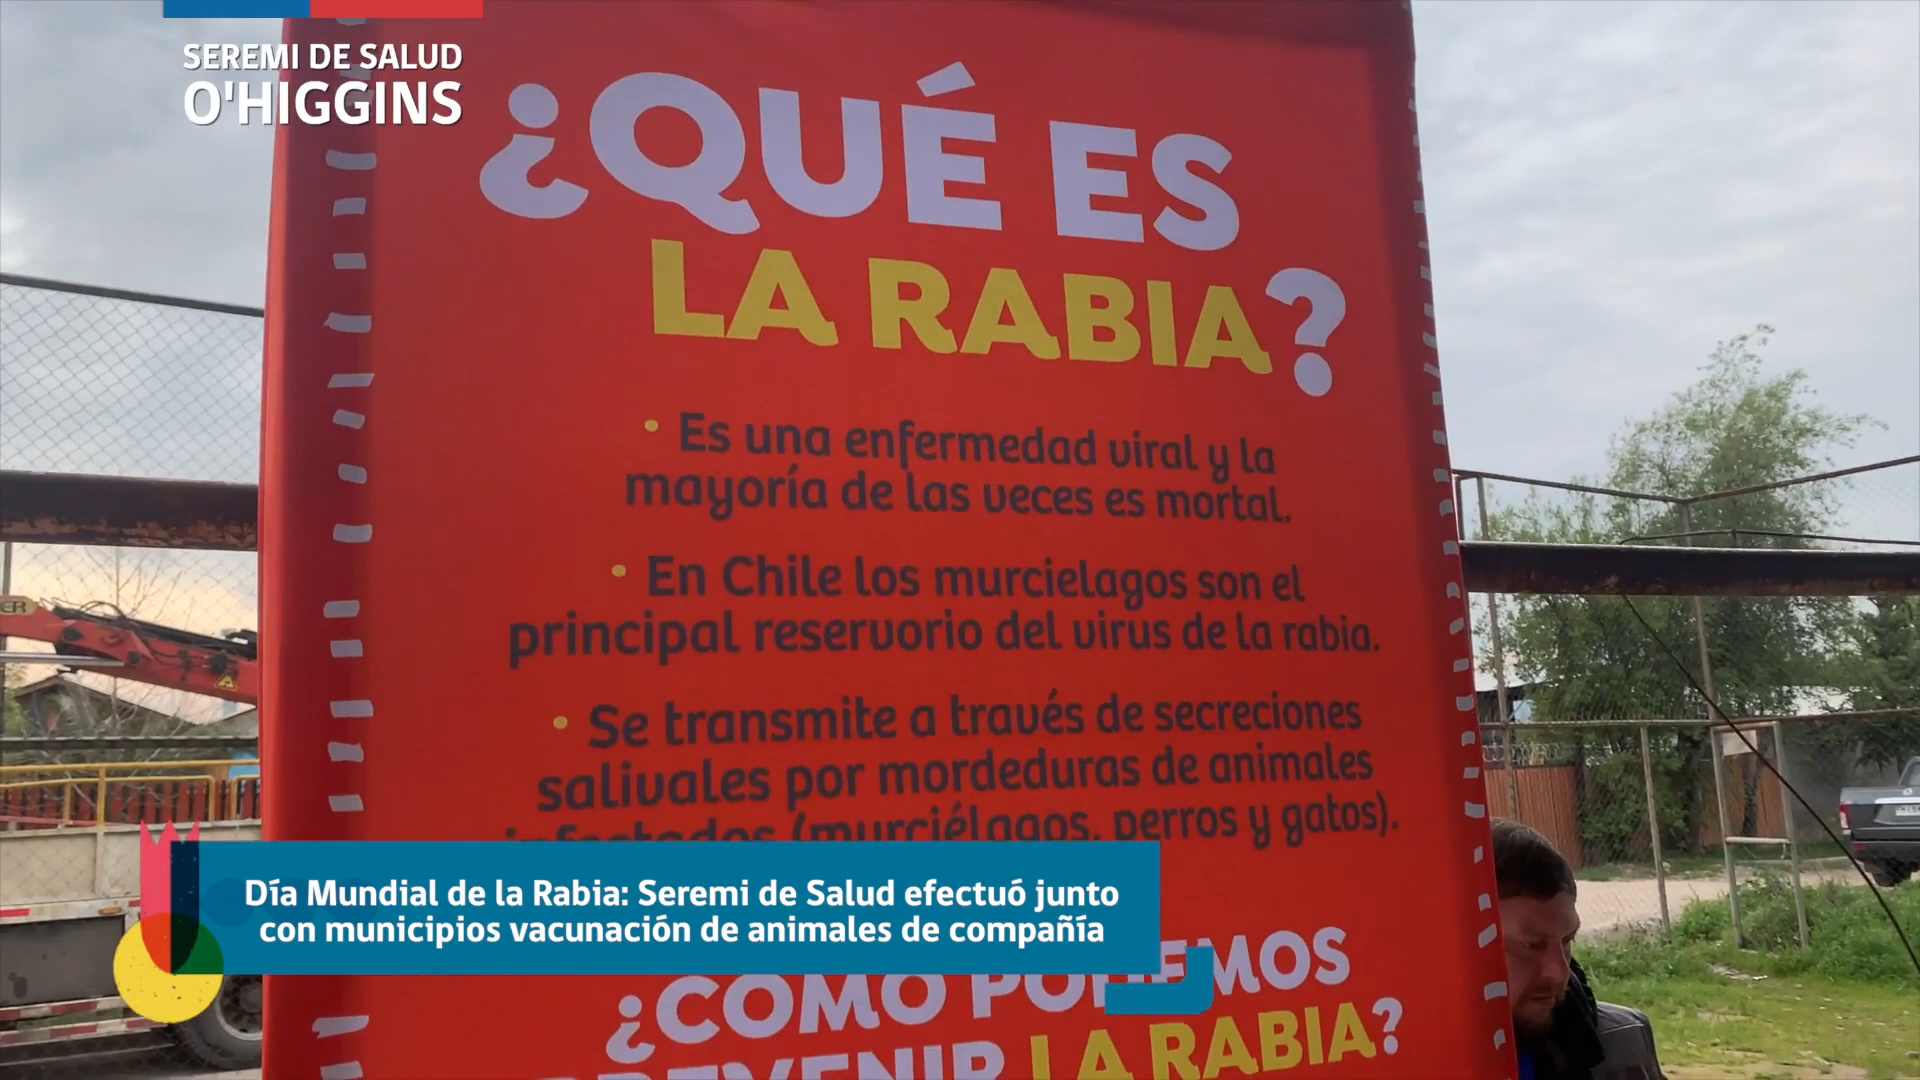 SEREMI DE SALUD
O'HIGGINS
¿QUÉ ES
LA RABIA?
• Es una enfermedad viral y la
mayoría de las veces es mortal.
• En Chile los murcielagos son el
principal reservorio del virus de la rabia.
• Se transmite a través de secreciones
salivales por mordeduras de animales
infectados (murciélagos, perros y gatos).
Día Mundial de la Rabia: Seremi de Salud efectuó junto
con municipios vacunación de animales de compañía
¿COMO PODEMOS
PREVENIR LA RABIA?